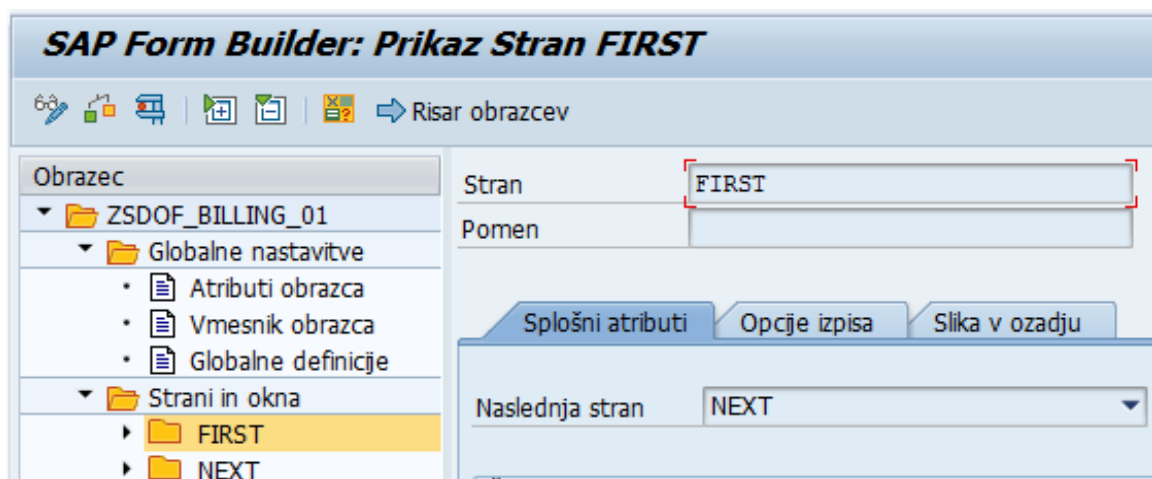 SAP Form Builder: Prikaz Stran FIRST
Risar obrazcev
Obrazec
ZSDOF_BILLING_01
Globalne nastavitve
Atributi obrazca
Vmesnik obrazca
Globalne definicije
Strani in okna
FIRST
NEXT
Stran FIRST
Pomen
Splošni atributi Opcije izpisa Slika v ozadju
Naslednja stran NEXT